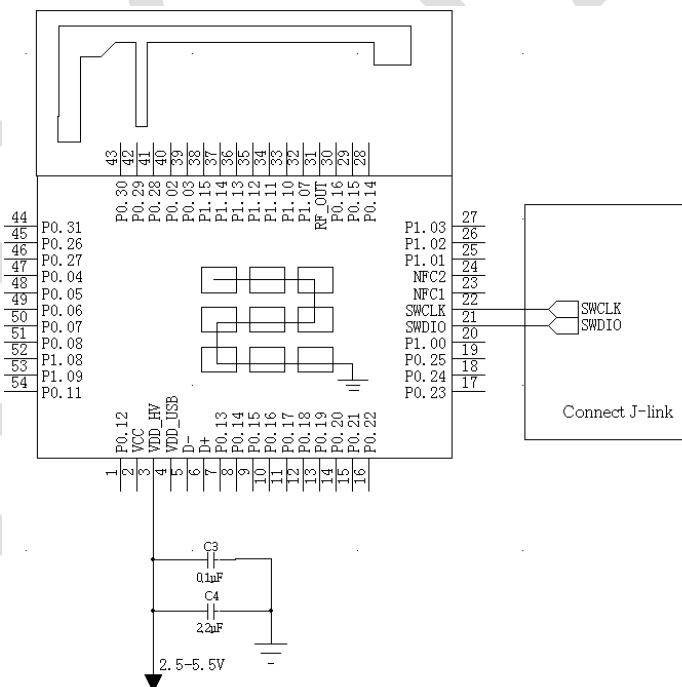 43 42 41 40 39 38 37 36 35 34 33 32 31 30 29 28
P0.30 P0.29 P0.28 P0.02 P0.03 P1.15 P1.14 P1.13 P1.12 P1.11 P1.10 P1.07 RF_OUT P0.16 P0.15 P0.14
44 P0.31
45 P0.26
46 P0.27
47 P0.04
48 P0.05
49 P0.06
50 P0.07
51 P0.08
52 P1.08
53 P1.09
54 P0.11
P1.03 27
P1.02 26
P1.01 25
NFC2 24
NFC1 23
SWCLK 22
SWDIO 21
P1.00 20
P0.25 19
P0.24 18
P0.23 17
SWCLK
SWDIO
Connect J-link
P0.12 VCC VDD_HV VDD_USB D- D+ P0.13 P0.14 P0.15 P0.16 P0.17 P0.18 P0.19 P0.20 P0.21 P0.22
1 2 3 4 5 6 7 8 9 10 11 12 13 14 15 16
C3
0.1uF
C4
2.2uF
2.5-5.5V